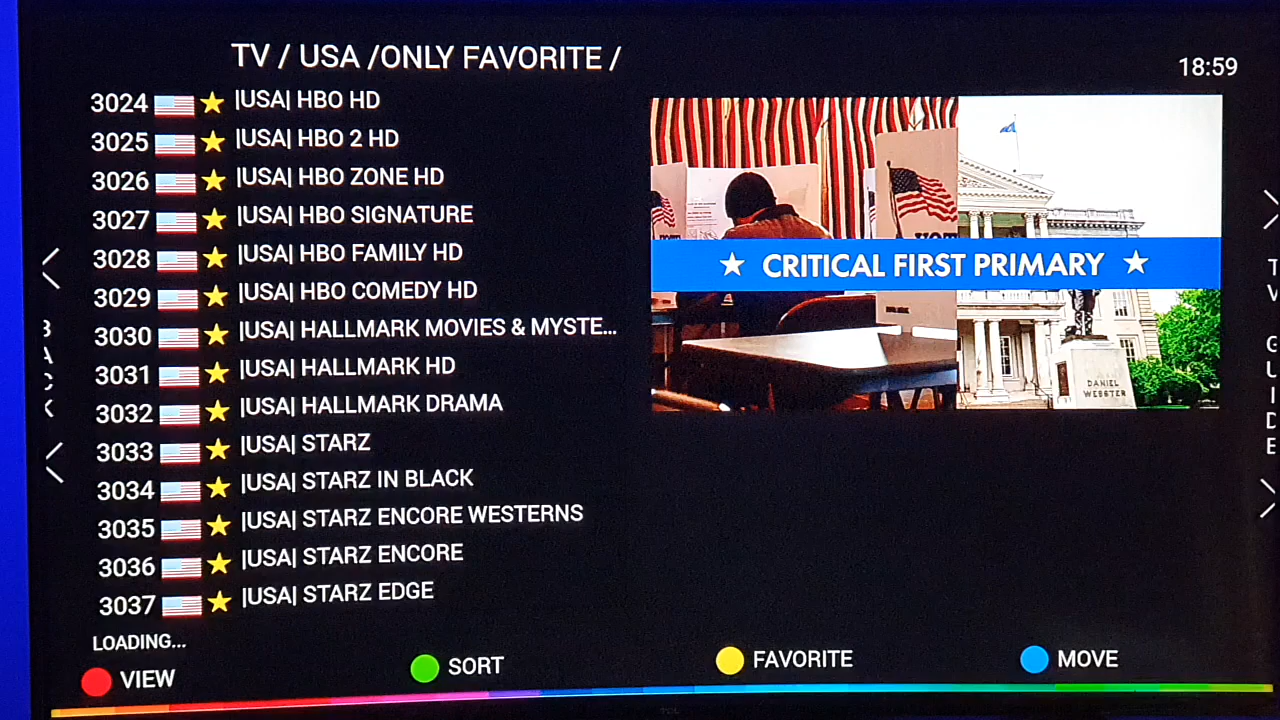 TV / USA /ONLY FAVORITE /
18:59
3024 |USA| HBO HD
3025 |USA| HBO 2 HD
3026 |USA| HBO ZONE HD
3027 |USA| HBO SIGNATURE
3028 |USA| HBO FAMILY HD
3029 |USA| HBO COMEDY HD
3030 |USA| HALLMARK MOVIES & MYSTE...
3031 |USA| HALLMARK HD
3032 |USA| HALLMARK DRAMA
3033 |USA| STARZ
3034 |USA| STARZ IN BLACK
3035 |USA| STARZ ENCORE WESTERNS
3036 |USA| STARZ ENCORE
3037 |USA| STARZ EDGE
LOADING...
VIEW
SORT
FAVORITE
MOVE
BACK
CRITICAL FIRST PRIMARY
DANIEL
WEBSTER
TV GUIDE
TCL